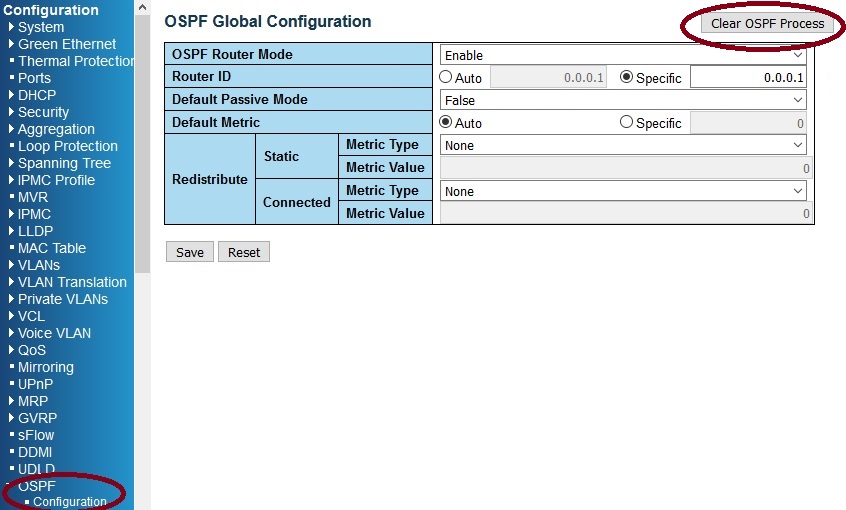 Configuration
System
Green Ethernet
Thermal Protection
Ports
DHCP
Security
Aggregation
Loop Protection
Spanning Tree
IPMC Profile
MVR
IPMC
LLDP
MAC Table
VLANs
VLAN Translation
Private VLANs
VCL
Voice VLAN
QoS
Mirroring
UPnP
MRP
GVRP
sFlow
DDMI
UDLD
OSPF
Configuration
OSPF Global Configuration
Clear OSPF Process
OSPF Router Mode Enable
Router ID Auto 0.0.0.1 Specific 0.0.0.1
Default Passive Mode False
Default Metric Auto Specific 0
Redistribute
Static
Metric Type None
Metric Value 0
Connected
Metric Type None
Metric Value 0
Save Reset